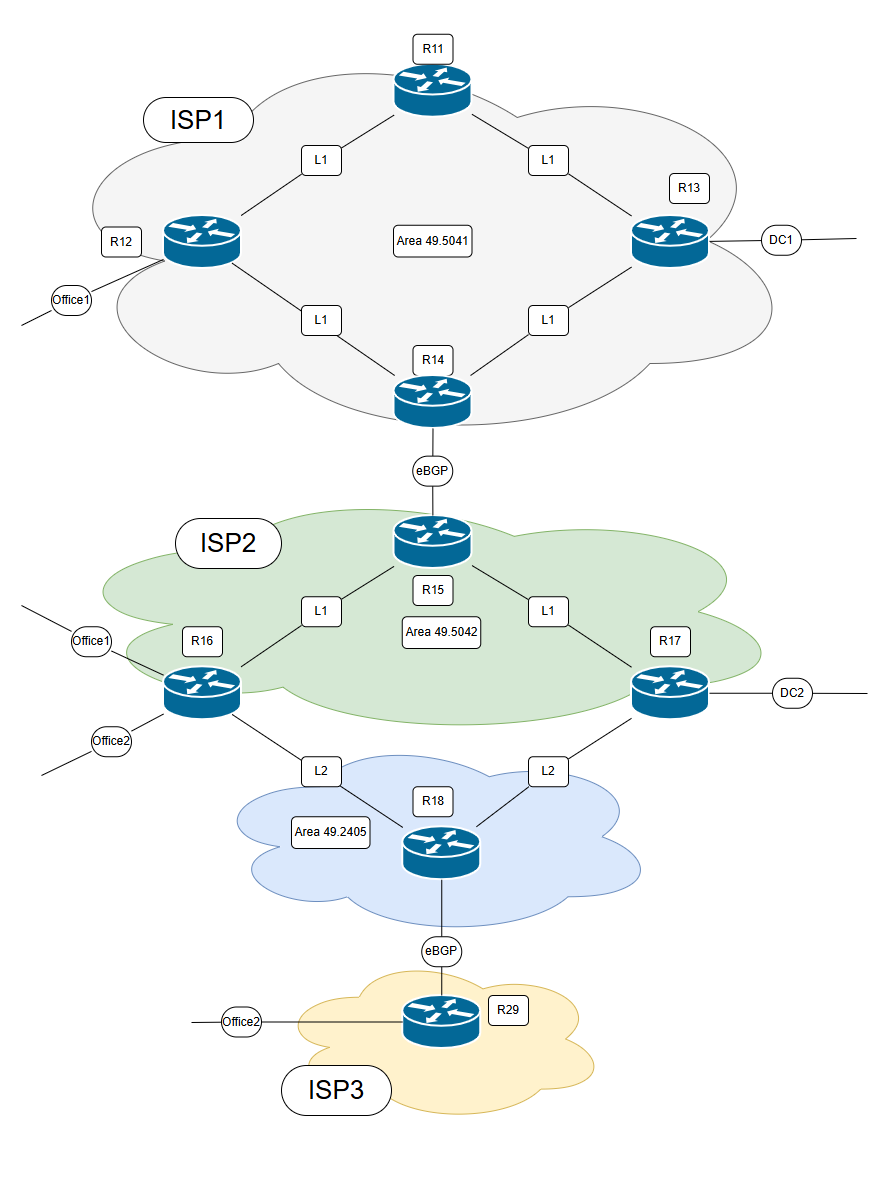 R11
ISP1
L1
L1
R13
R12
Area 49.5041
DC1
Office1
L1
L1
R14
eBGP
ISP2
R15
L1
L1
Area 49.5042
Office1
R16
R17
DC2
Office2
L2
L2
R18
Area 49.2405
eBGP
R29
Office2
ISP3